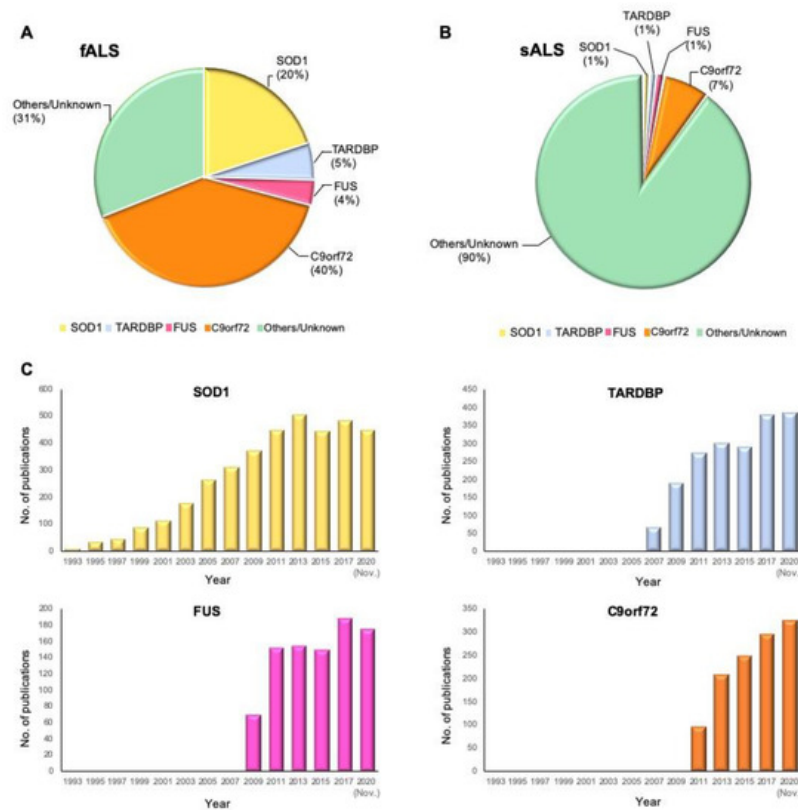 A
fALS
SOD1
(20%)
TARDBP
(5%)
FUS
(4%)
C9orf72
(40%)
Others/Unknown
(31%)
SOD1 TARDBP FUS C9orf72 Others/Unknown
B
sALS
SOD1
(1%)
TARDBP
(1%)
FUS
(1%)
C9orf72
(7%)
Others/Unknown
(90%)
SOD1 TARDBP FUS C9orf72 Others/Unknown
C
SOD1
No. of publications
600
500
400
300
200
100
0
1993 1995 1997 1999 2001 2003 2005 2007 2009 2011 2013 2015 2017 2020
(Nov.)
Year
TARDBP
No. of publications
450
400
350
300
250
200
150
100
50
0
1993 1995 1997 1999 2001 2003 2007 2009 2011 2013 2015 2017 2020
(Nov.)
Year
FUS
No. of publications
200
180
160
140
120
100
80
60
40
20
0
1993 1995 1997 1999 2001 2003 2005 2007 2009 2011 2013 2015 2017 2020
(Nov.)
Year
C9orf72
No. of publications
350
300
250
200
150
100
50
0
1993 1995 1997 1999 2001 2003 2005 2007 2009 2011 2013 2015 2017 2020
(Nov.)
Year